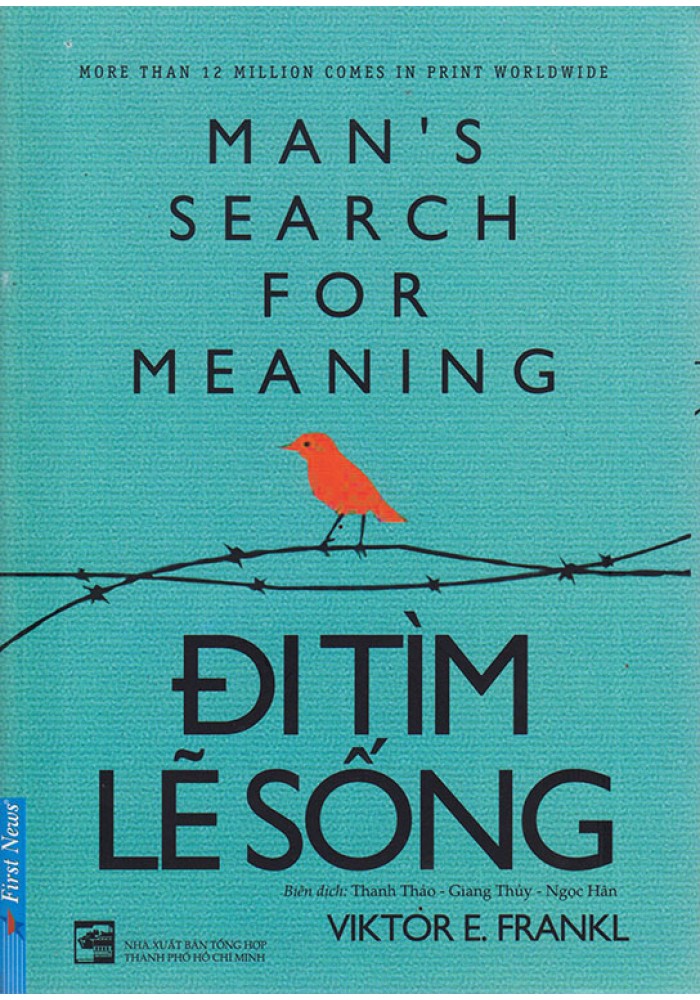 MORE THAN 12 MILLION COMES IN PRINT WORLDWIDE
MAN'S
SEARCH
FOR
MEANING
ĐI TÌM
LẼ SỐNG
Biên dịch: Thanh Thảo - Giang Thủy - Ngọc Hân
VIKTOR E. FRANKL
First News
NHÀ XUẤT BẢN TỔNG HỢP
THÀNH PHỐ HỒ CHÍ MINH